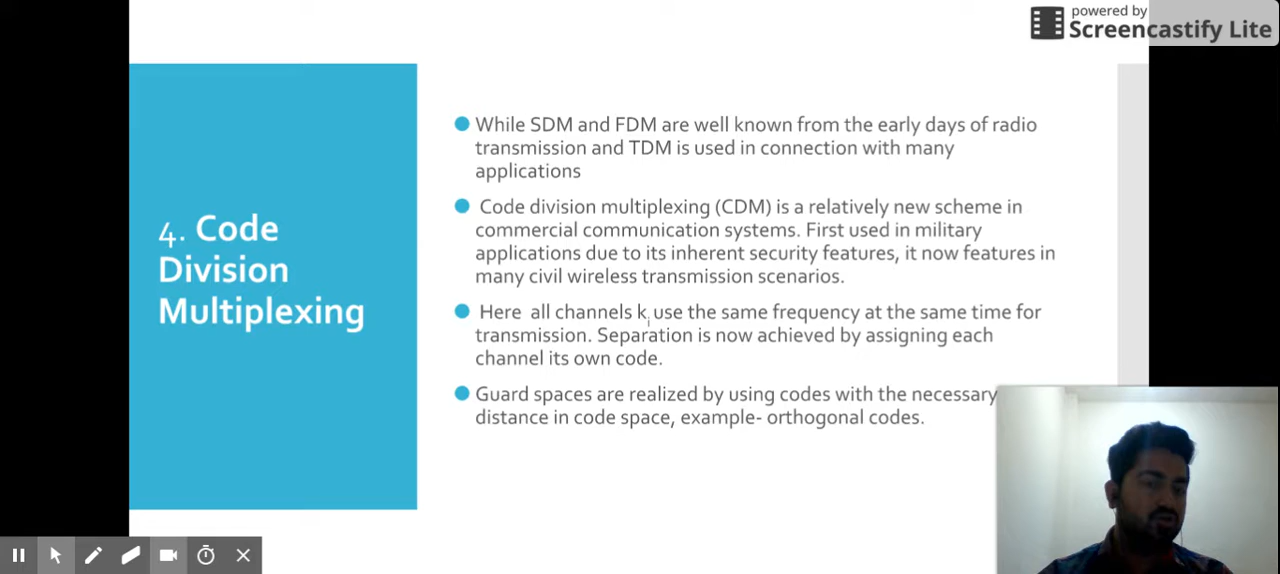 powered by
Screencastify Lite
4. Code
Division
Multiplexing
While SDM and FDM are well known from the early days of radio
transmission and TDM is used in connection with many
applications
Code division multiplexing (CDM) is a relatively new scheme in
commercial communication systems. First used in military
applications due to its inherent security features, it now features in
many civil wireless transmission scenarios.
Here all channels ki use the same frequency at the same time for
transmission. Separation is now achieved by assigning each
channel its own code.
Guard spaces are realized by using codes with the necessary
distance in code space, example- orthogonal codes.